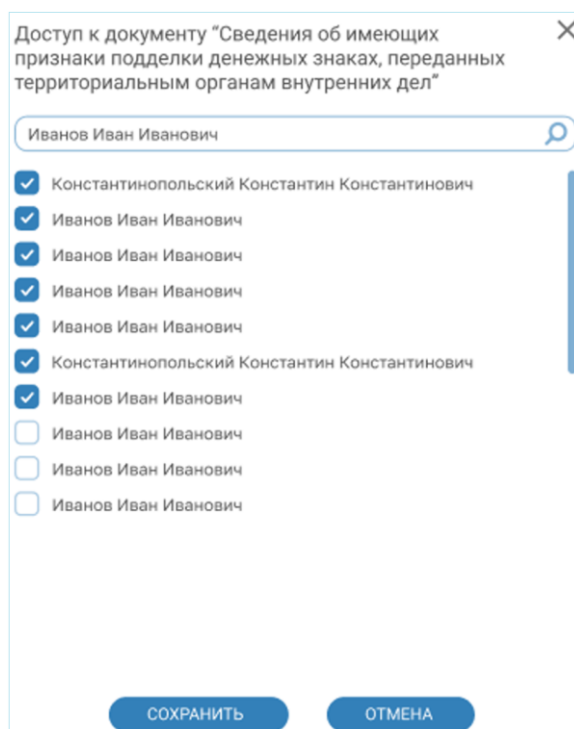 Доступ к документу “Сведения об имеющих
признаки подделки денежных знаках, переданных
территориальным органам внутренних дел”
Иванов Иван Иванович
Константинопольский Константин Константинович
Иванов Иван Иванович
Иванов Иван Иванович
Иванов Иван Иванович
Иванов Иван Иванович
Константинопольский Константин Константинович
Иванов Иван Иванович
Иванов Иван Иванович
Иванов Иван Иванович
Иванов Иван Иванович
СОХРАНИТЬ
ОТМЕНА